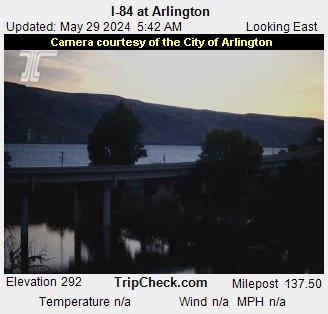 I-84 at Arlington
Updated: May 29 2024 5:42 AM Looking East
Camera courtesy of the City of Arlington
Elevation 292 TripCheck.com Milepost 137.50
Temperature n/a Wind n/a MPH n/a